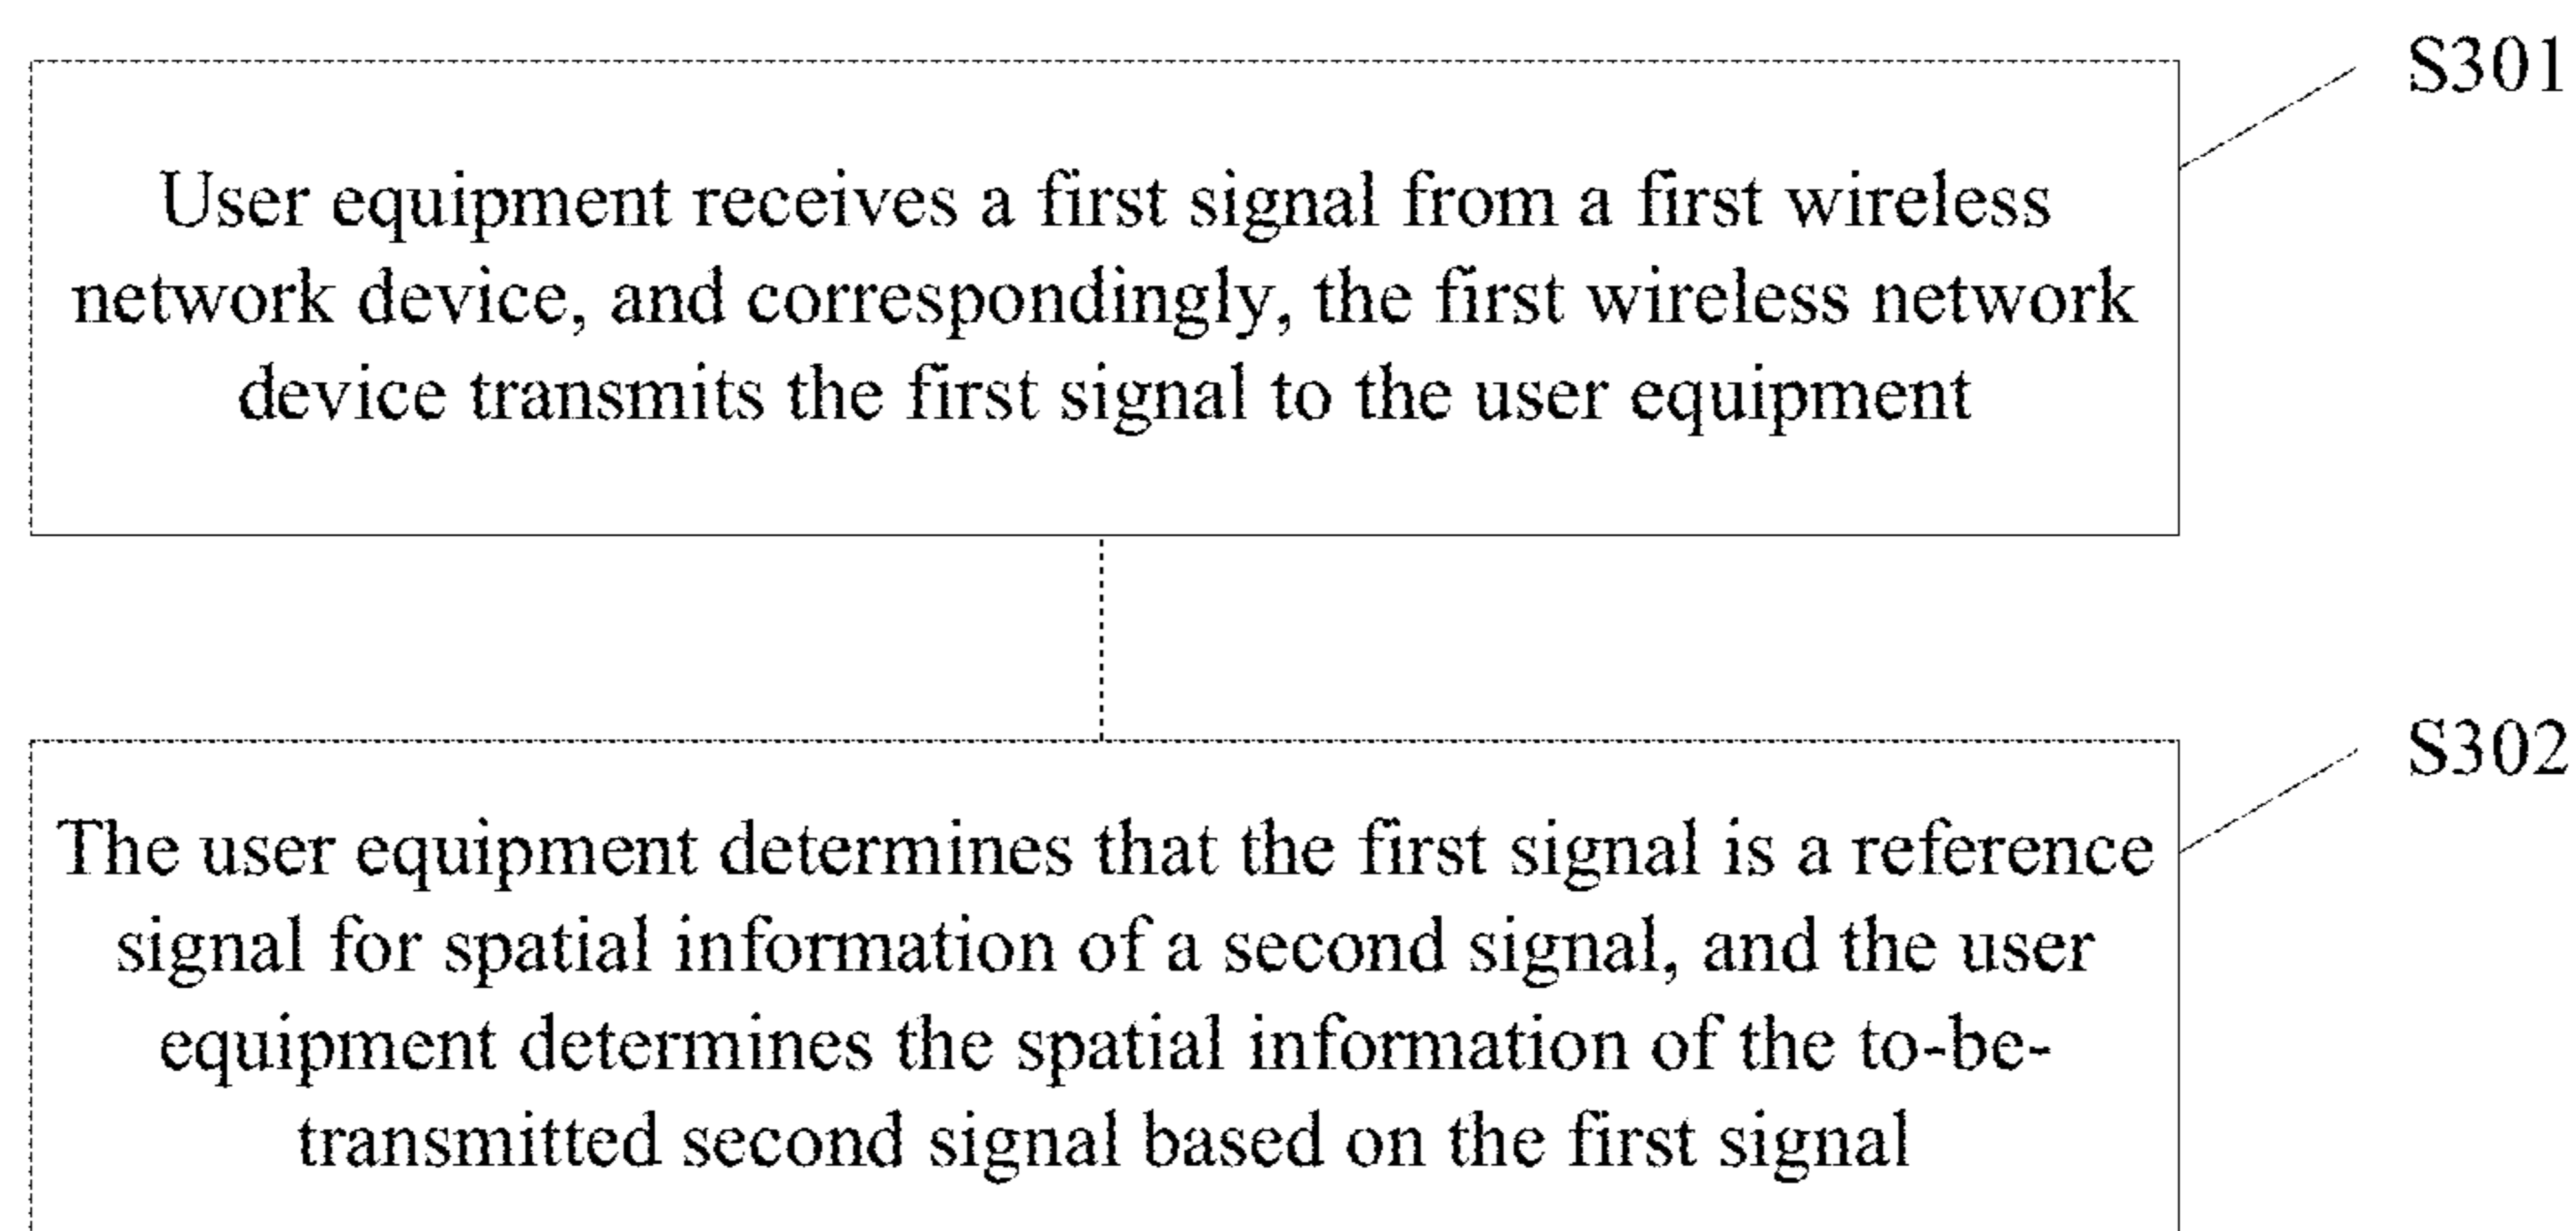 S301
User equipment receives a first signal from a first wireless
network device, and correspondingly, the first wireless network
device transmits the first signal to the user equipment
S302
The user equipment determines that the first signal is a reference
signal for spatial information of a second signal, and the user
equipment determines the spatial information of the to-be-
transmitted second signal based on the first signal